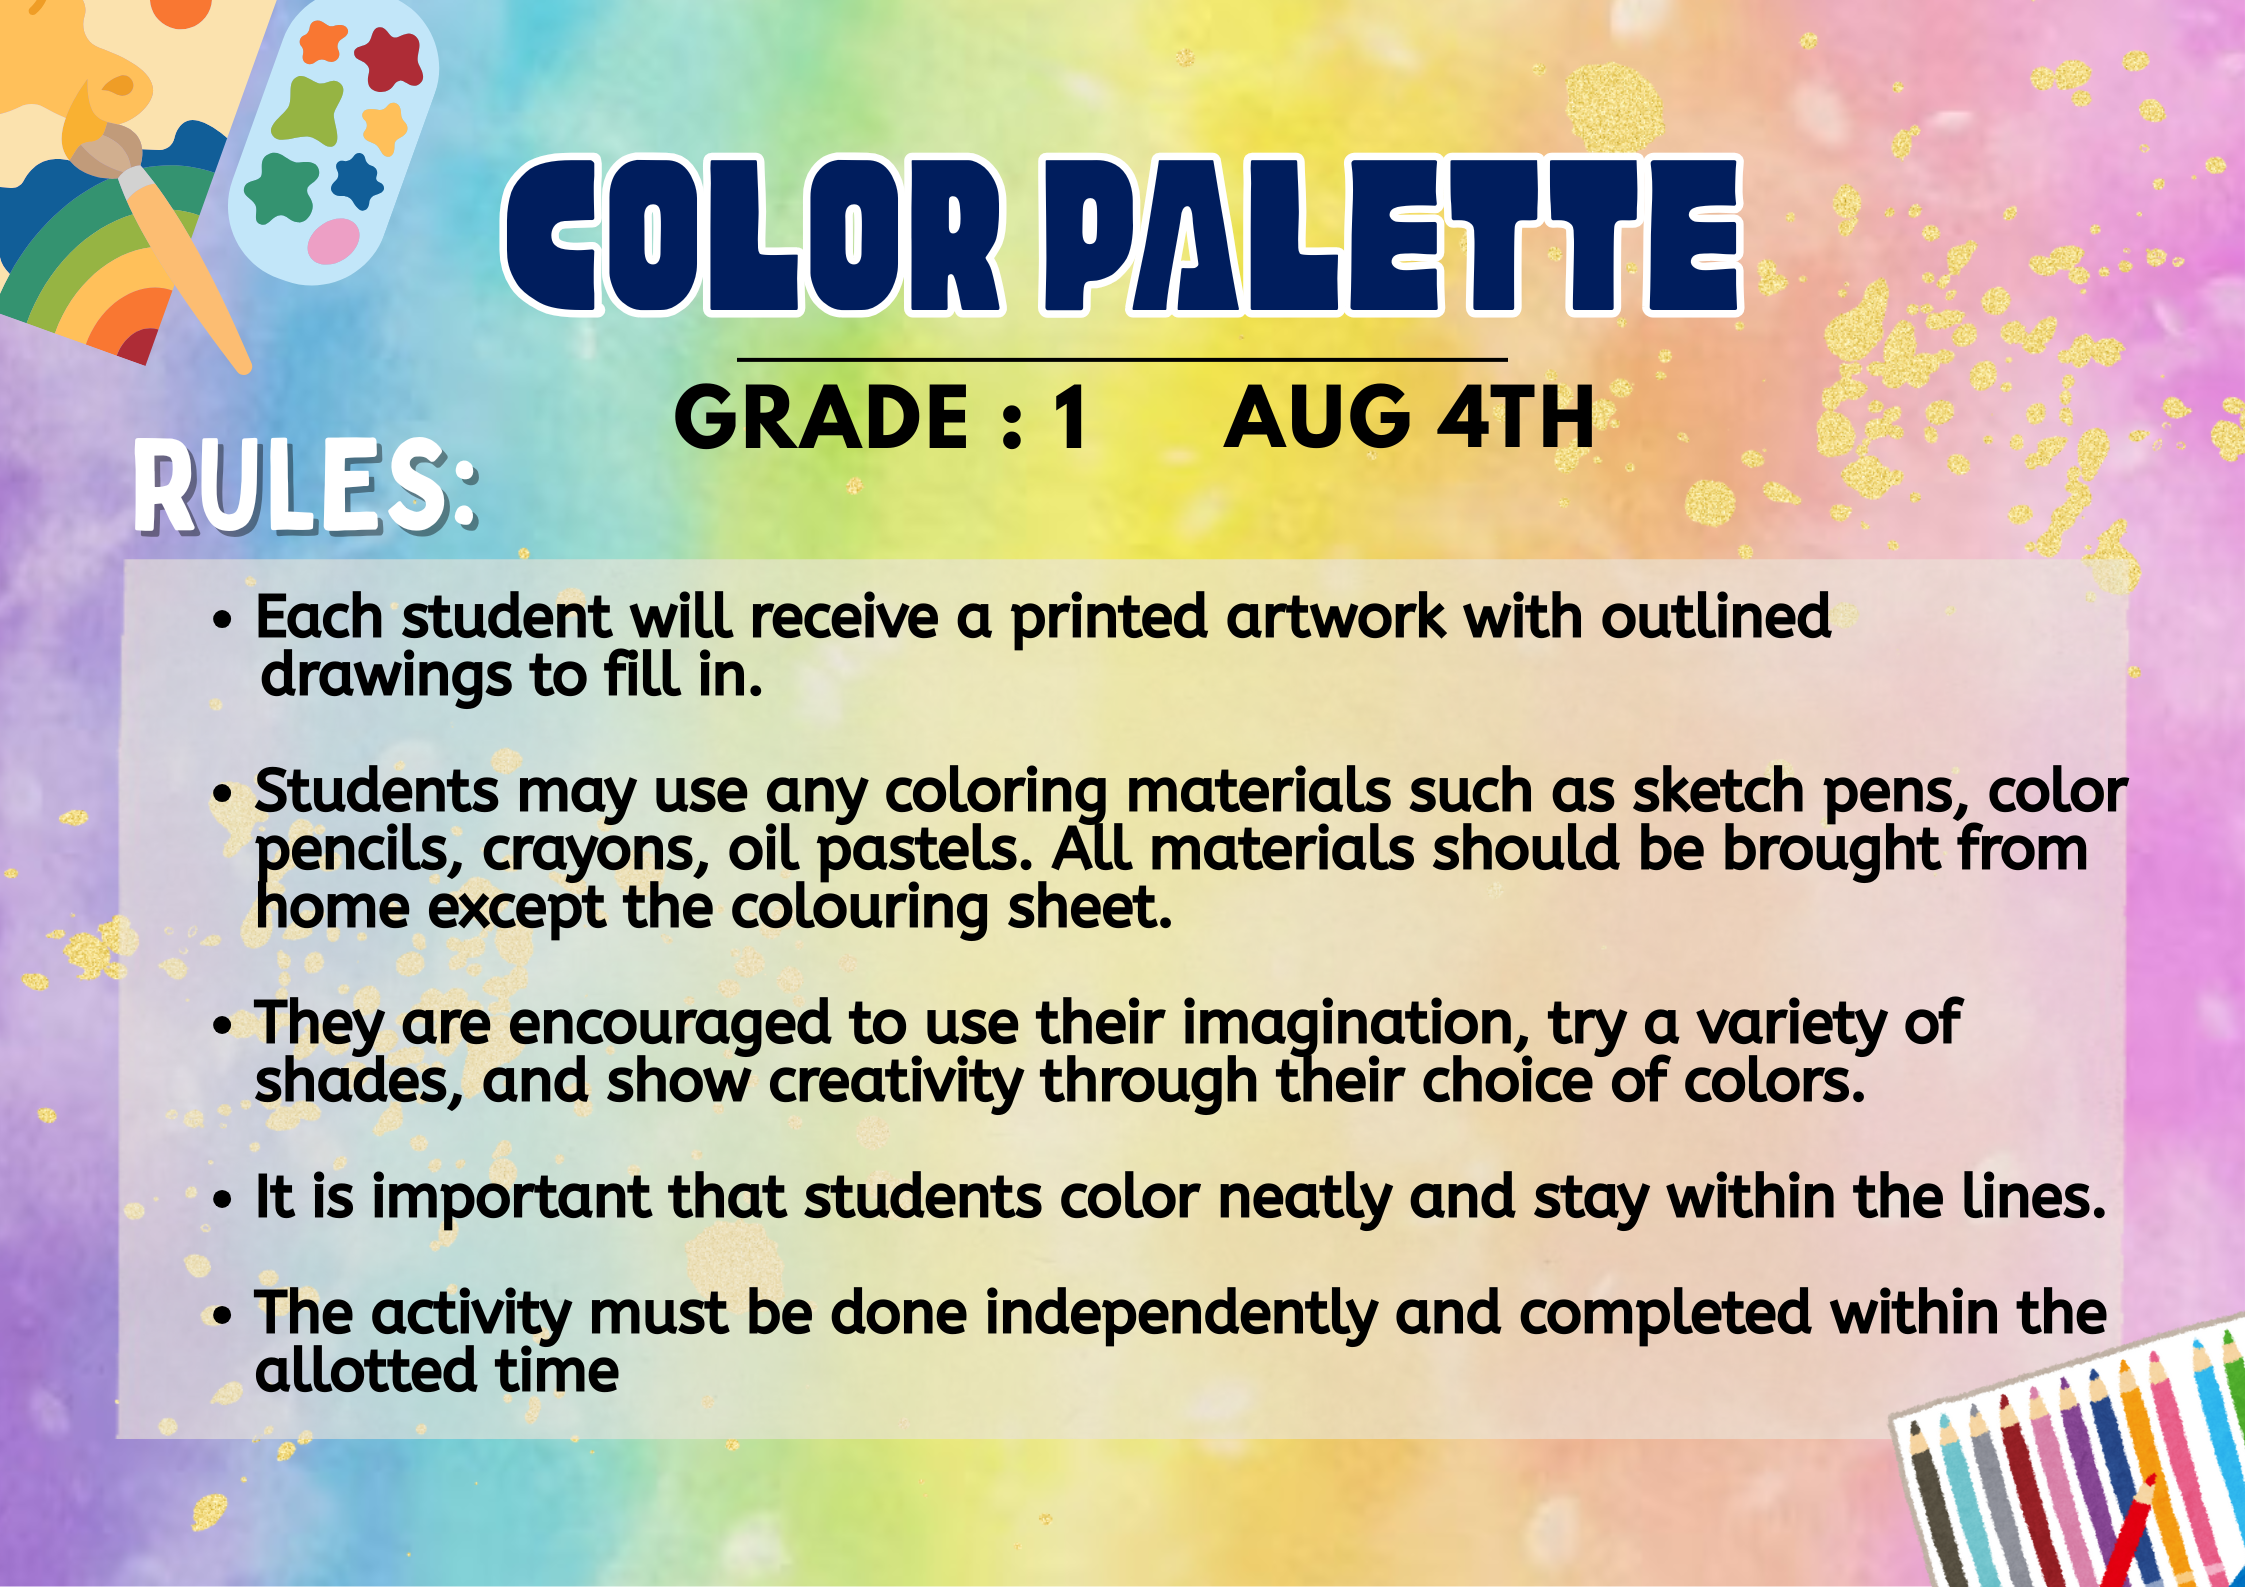 COLOR PALETTE
GRADE : 1 AUG 4TH
RULES:
• Each student will receive a printed artwork with outlined
drawings to fill in.
• Students may use any coloring materials such as sketch pens, color
pencils, crayons, oil pastels. All materials should be brought from
home except the colouring sheet.
• They are encouraged to use their imagination, try a variety of
shades, and show creativity through their choice of colors.
• It is important that students color neatly and stay within the lines.
• The activity must be done independently and completed within the
allotted time